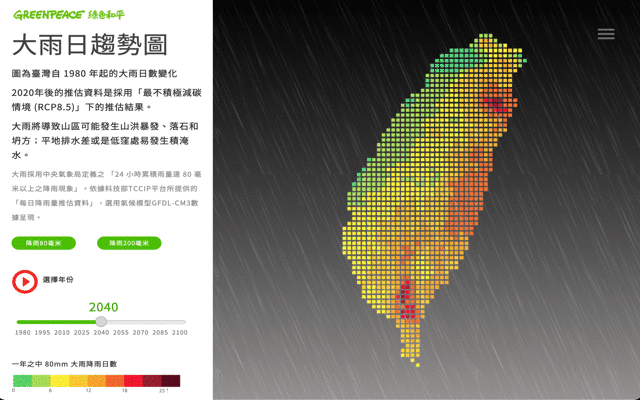 GREENPEACE 綠色和平
大雨日趨勢圖
圖為臺灣自 1980 年起的大雨日數變化
2020年後的推估資料是採用「最不積極減碳
情境 (RCP8.5)」下的推估結果。
大雨將導致山區可能發生山洪暴發、落石和
坍方；平地排水差或是低窪處易發生積淹
水。
大雨採用中央氣象局定義之 「24 小時累積雨量達 80 毫
米以上之降雨現象」。依據科技部TCCIP平台所提供的
「每日降雨量推估資料」，選用氣候模型GFDL-CM3數
據呈現。
降雨80毫米 降雨200毫米
選擇年份
2040
1980 1995 2010 2025 2040 2055 2070 2085 2100
一年之中 80mm 大雨降雨日數
0 6 12 16 25↑